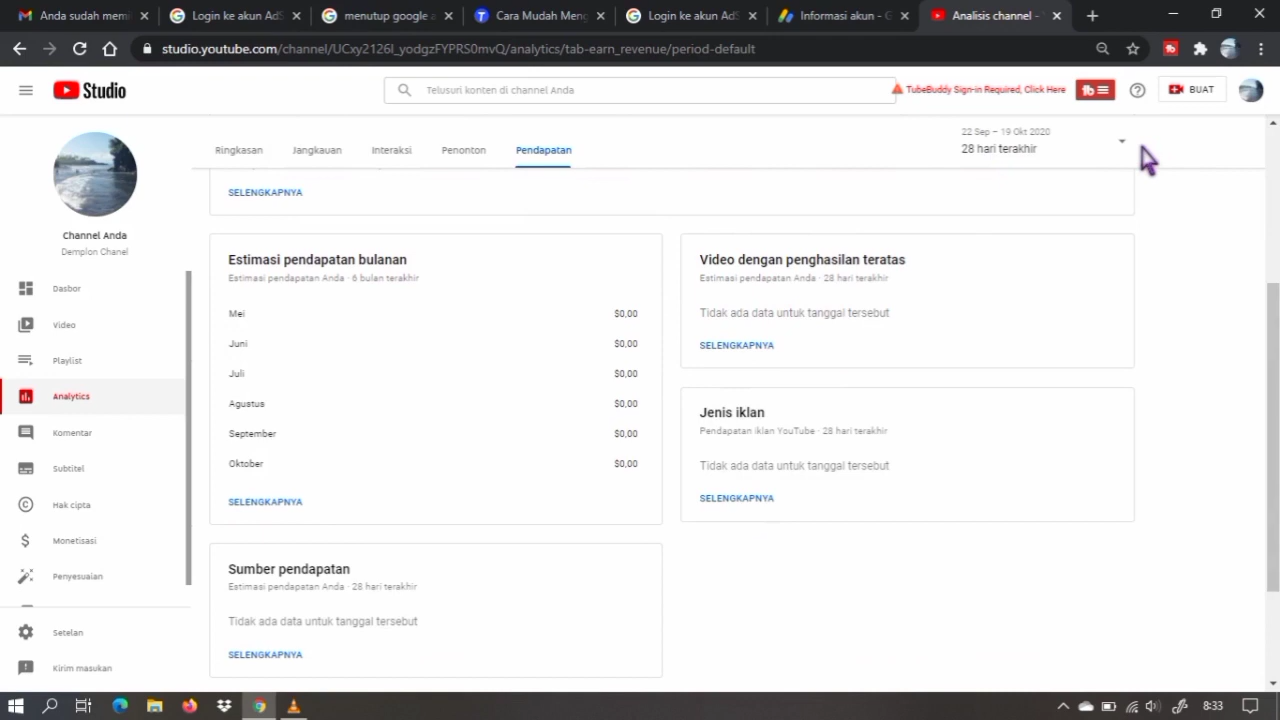 Anda sudah memi
Login ke akun AdS
menutup google a
Cara Mudah Meng
Login ke akun AdS
Informasi akun - G
Analisis channel -
studio.youtube.com/channel/UCxy2126l_yodgzFYPRS0mvQ/analytics/tab-earn_revenue/period-default
Studio
Telusuri konten di channel Anda
TubeBuddy Sign-in Required, Click Here
BUAT
Ringkasan
Jangkauan
Interaksi
Penonton
Pendapatan
22 Sep – 19 Okt 2020
28 hari terakhir
Channel Anda
Demplon Chanel
Dasbor
Video
Playlist
Analytics
Komentar
Subtitel
Hak cipta
Monetisasi
Penyesuaian
Setelan
Kirim masukan
SELENGKAPNYA
Estimasi pendapatan bulanan
Estimasi pendapatan Anda · 6 bulan terakhir
Mei $0,00
Juni $0,00
Juli $0,00
Agustus $0,00
September $0,00
Oktober $0,00
SELENGKAPNYA
Video dengan penghasilan teratas
Estimasi pendapatan Anda · 28 hari terakhir
Tidak ada data untuk tanggal tersebut
SELENGKAPNYA
Jenis iklan
Pendapatan iklan YouTube · 28 hari terakhir
Tidak ada data untuk tanggal tersebut
SELENGKAPNYA
Sumber pendapatan
Estimasi pendapatan Anda · 28 hari terakhir
Tidak ada data untuk tanggal tersebut
SELENGKAPNYA
8:33